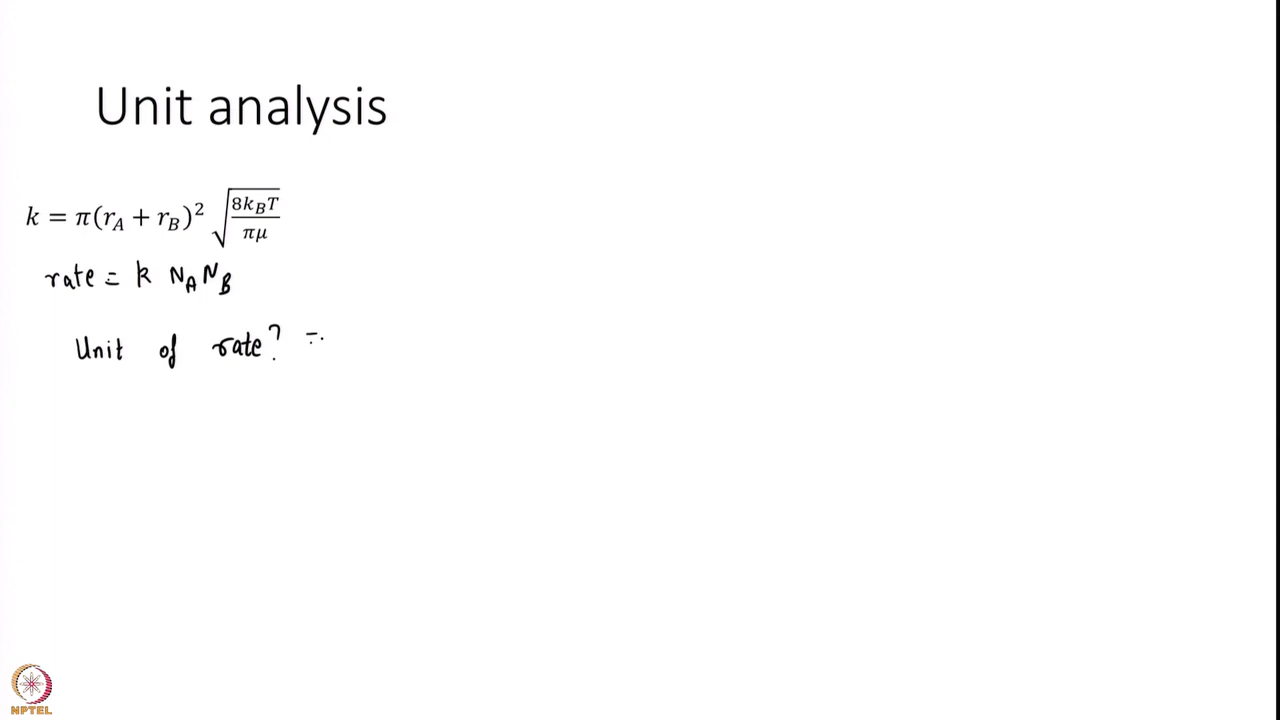 Unit analysis
k = π(r_A + r_B)² √(8k_BT / πμ)
rate = k N_A N_B
Unit of rate? =
NPTEL